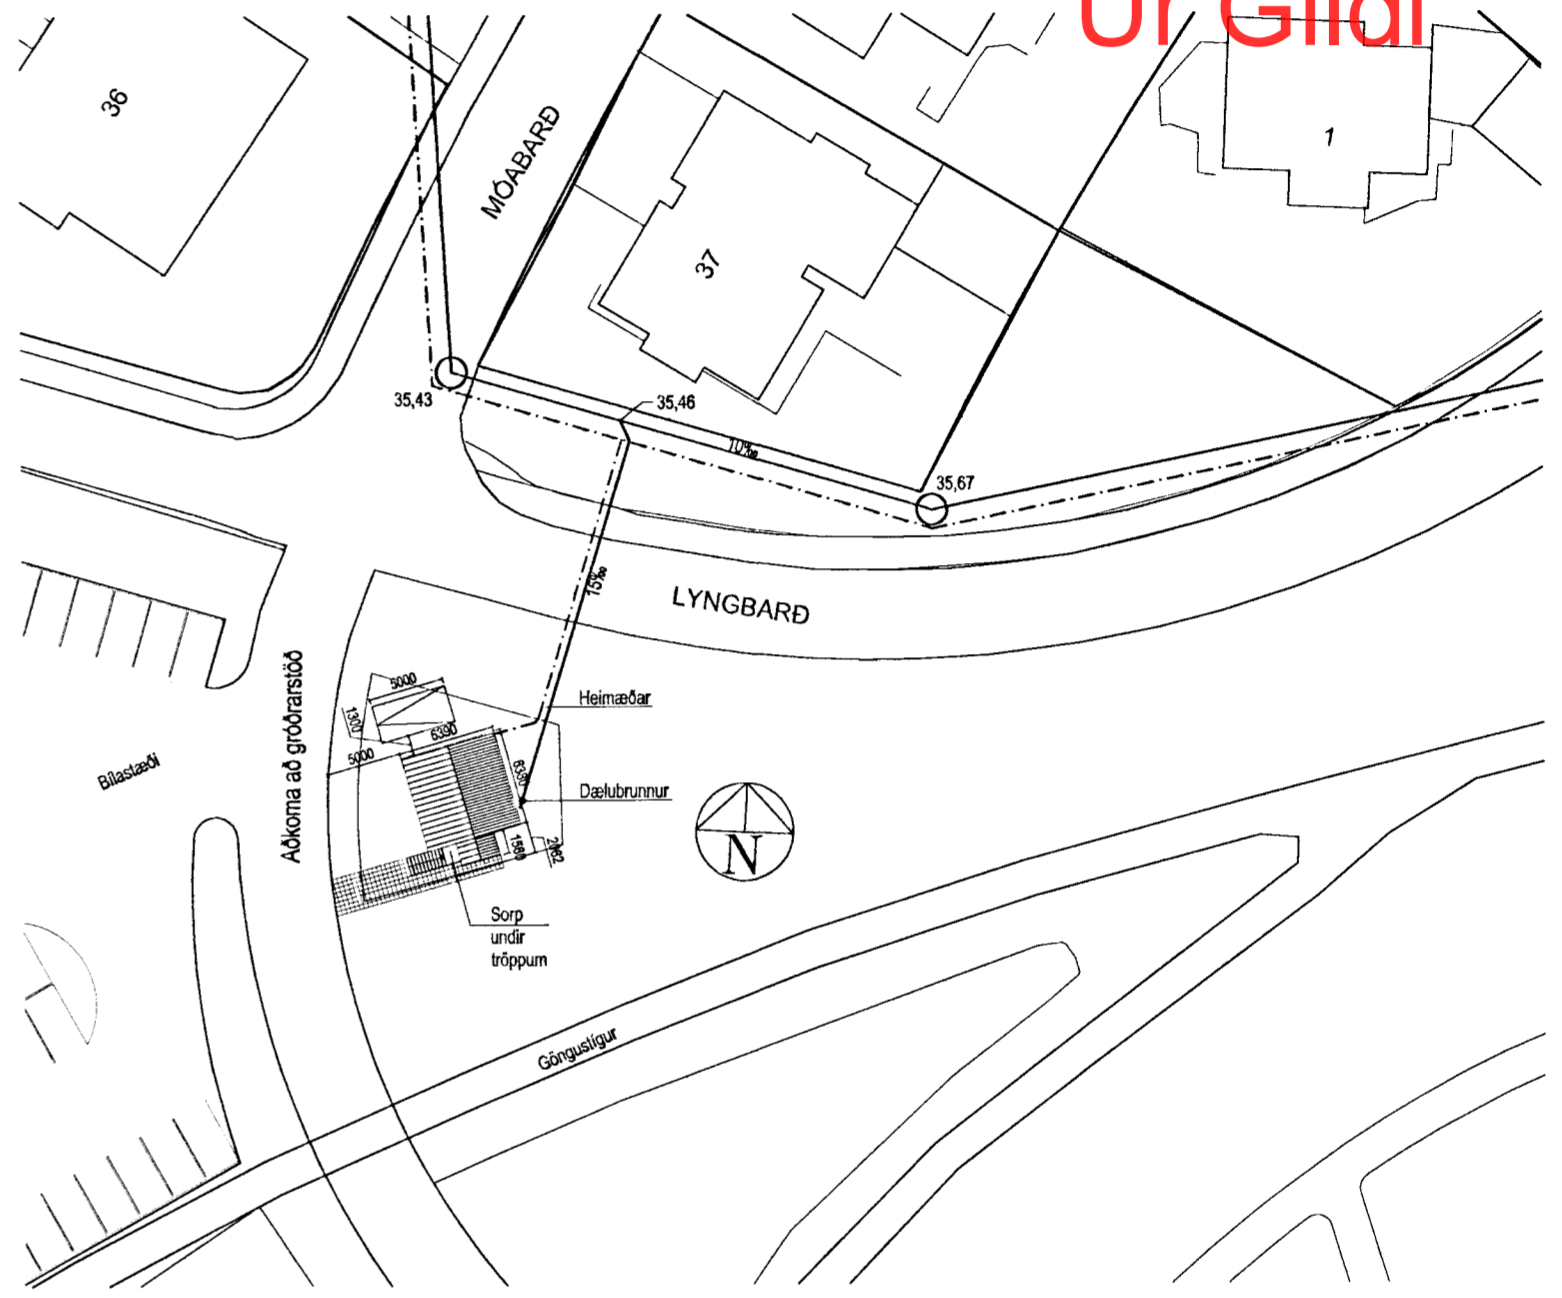 Úr Gildi
36
MÓABARÐ
1
37
35,43
35,46
10‰
35,67
15‰
LYNGBARÐ
Aðkoma að gróðrarstöð
5000
1300
5390
5000
Heimæðar
Bílastæði
6390
Dælubrunnur
1580
2062
N
Sorp
undir
tröppum
Göngustígur